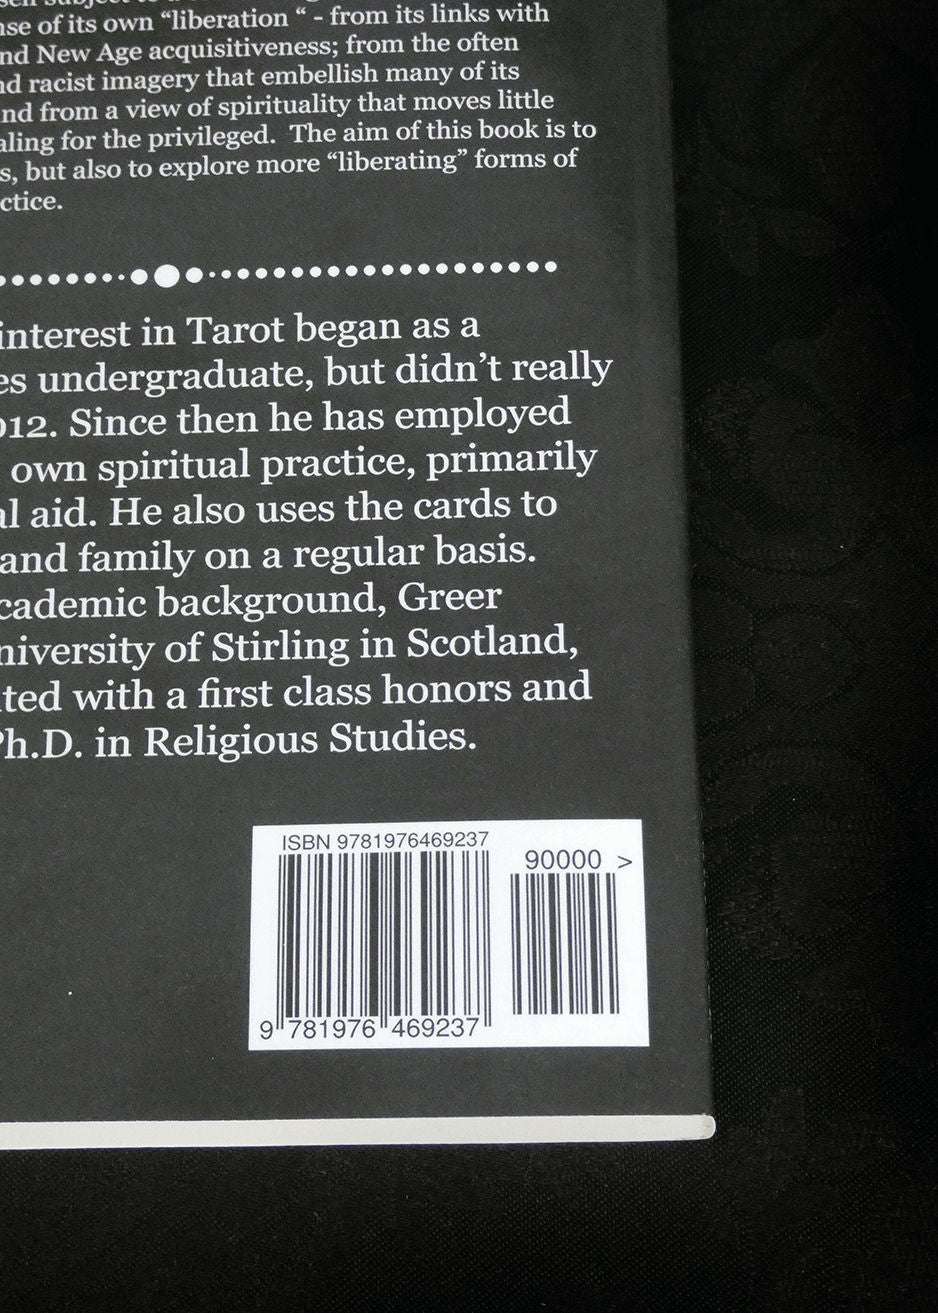 nse of its own “liberation “ - from its links with
nd New Age acquisitiveness; from the often
nd racist imagery that embellish many of its
nd from a view of spirituality that moves little
aling for the privileged.  The aim of this book is to
s, but also to explore more “liberating” forms of
ctice.
interest in Tarot began as a
es undergraduate, but didn’t really
012. Since then he has employed
own spiritual practice, primarily
al aid. He also uses the cards to
and family on a regular basis.
cademic background, Greer
niversity of Stirling in Scotland,
ted with a first class honors and
Ph.D. in Religious Studies.
ISBN 9781976469237
90000 >
9 781976 469237